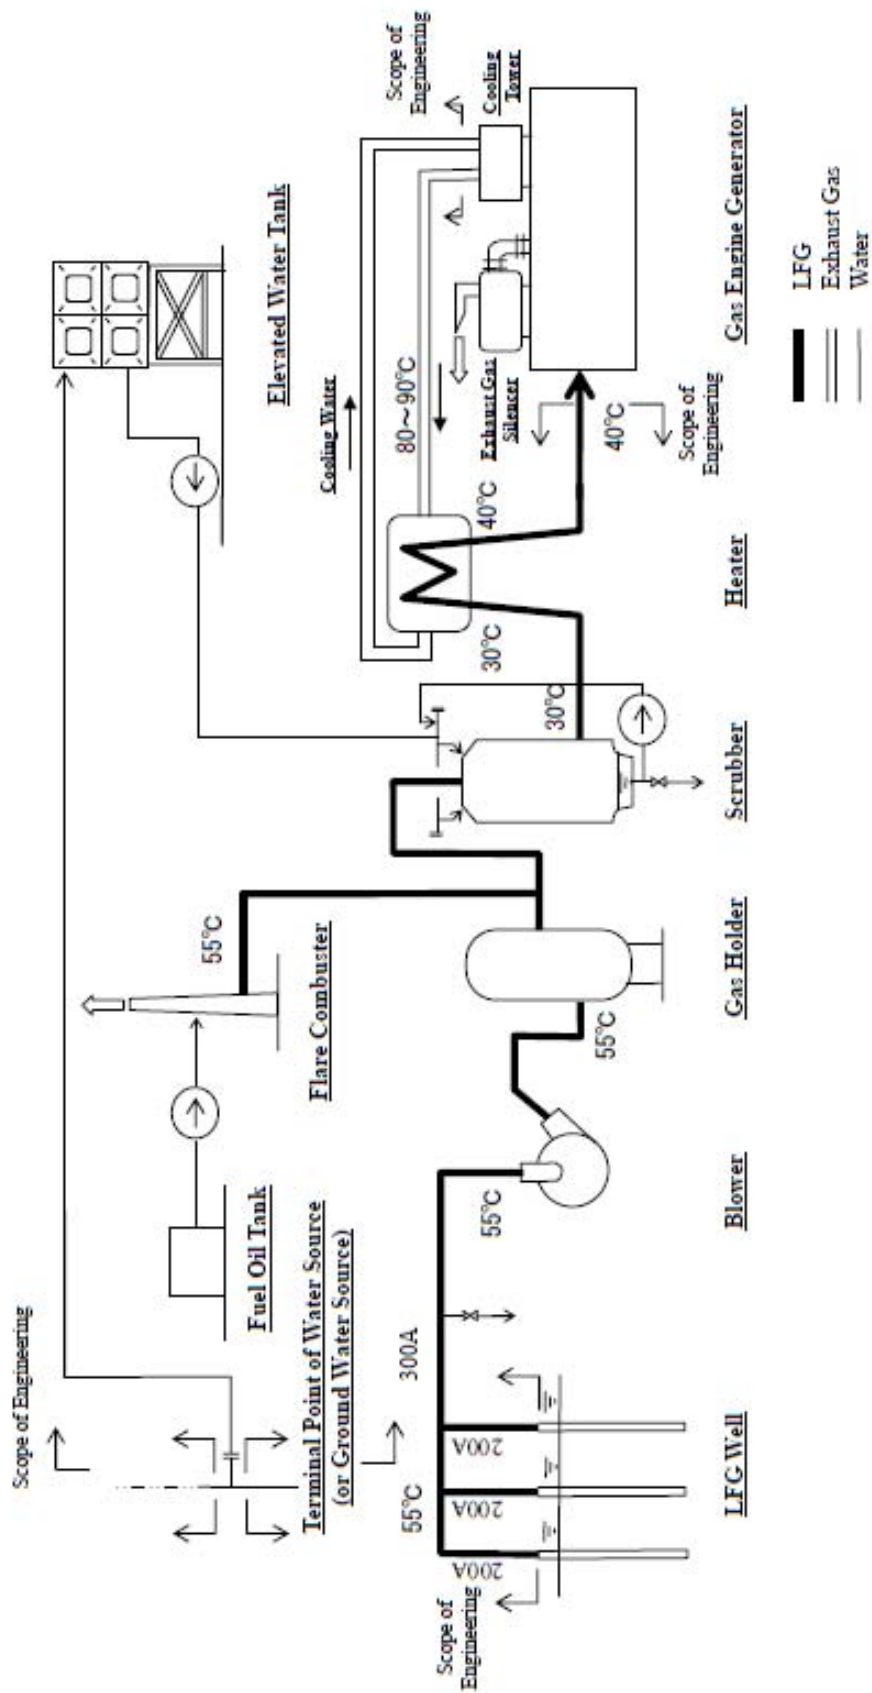 Scope of Engineering
Elevated Water Tank
Fuel Oil Tank
55℃
Flare Combuster
Terminal Point of Water Source
(or Ground Water Source)
Cooling Water
Scope of
Engineering
80～90℃
Cooling
Tower
Exhaust Gas
Silencer
55℃
300A
200A
200A
200A
Scope of
Engineering
55℃
55℃
30℃
30℃
40℃
40℃
Scope of
Engineering
LFG Well
Blower
Gas Holder
Scrubber
Heater
Gas Engine Generator
LFG
Exhaust Gas
Water